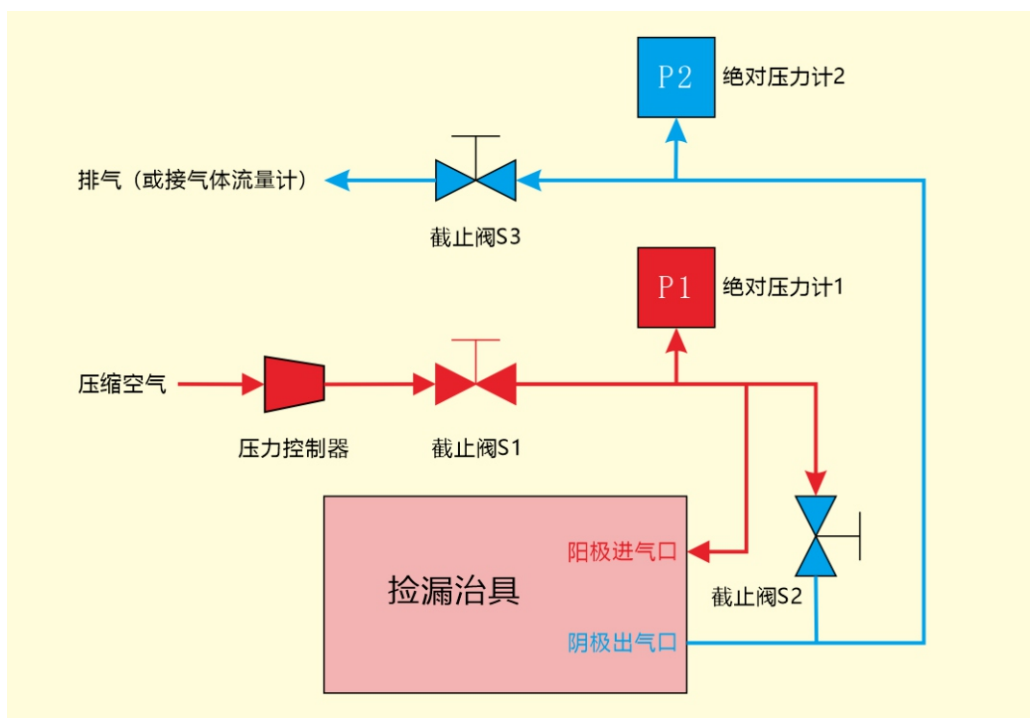 P2
绝对压力计2
排气（或接气体流量计）
截止阀S3
P1
绝对压力计1
压缩空气
压力控制器
截止阀S1
阳极进气口
捡漏治具
截止阀S2
阴极出气口